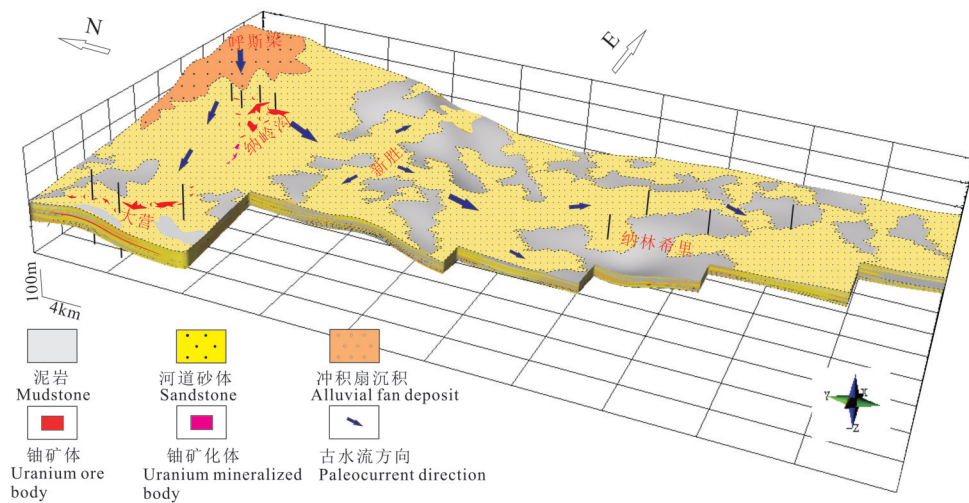 N
E
呼斯梁
纳岭沟
新胜
大营
纳林希里
100m
4km
泥岩
Mudstone
河道砂体
Sandstone
冲积扇沉积
Alluvial fan deposit
铀矿体
Uranium ore
body
铀矿化体
Uranium mineralized
body
古水流方向
Paleocurrent direction
Y
X
-Z